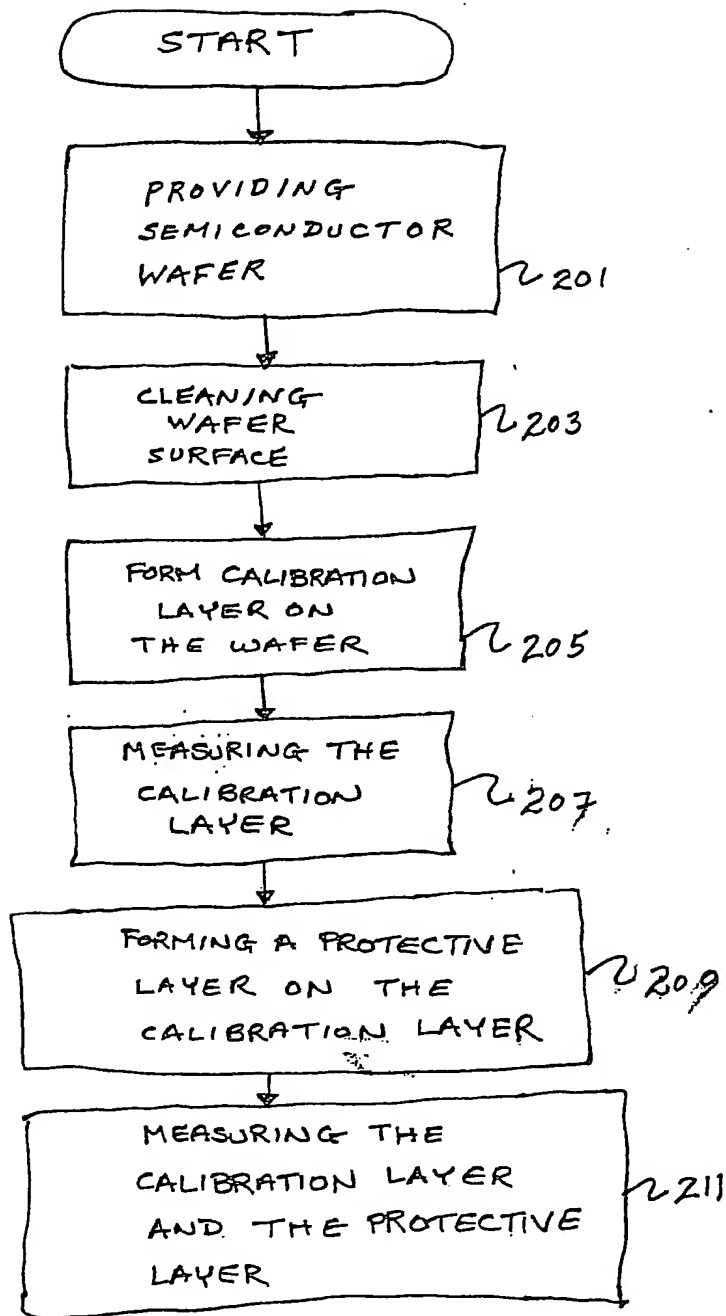 START
PROVIDING
SEMICONDUCTOR
WAFER
201
CLEANING
WAFER
SURFACE
203
FORM CALIBRATION
LAYER ON
THE WAFER
205
MEASURING THE
CALIBRATION
LAYER
207
FORMING A PROTECTIVE
LAYER ON THE
CALIBRATION LAYER
209
MEASURING THE
CALIBRATION LAYER
AND THE PROTECTIVE
LAYER
211